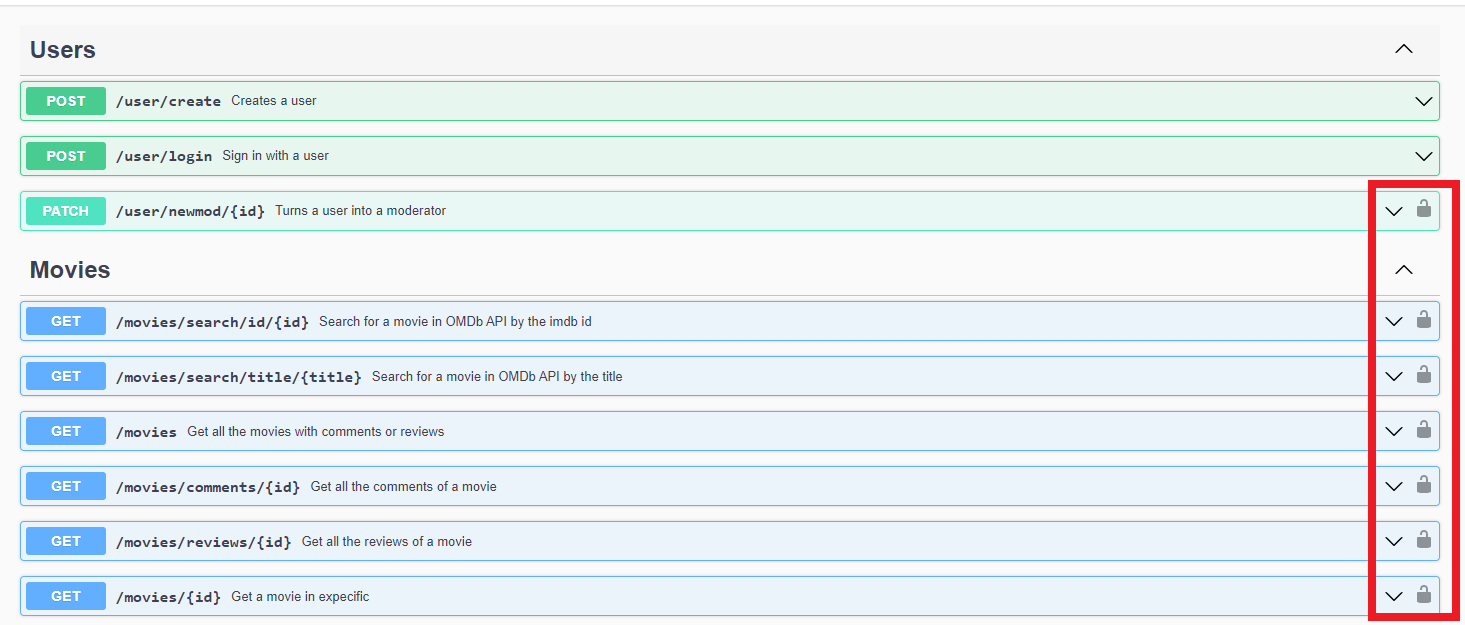 Users
POST /user/create Creates a user
POST /user/login Sign in with a user
PATCH /user/newmod/{id} Turns a user into a moderator
Movies
GET /movies/search/id/{id} Search for a movie in OMDb API by the imdb id
GET /movies/search/title/{title} Search for a movie in OMDb API by the title
GET /movies Get all the movies with comments or reviews
GET /movies/comments/{id} Get all the comments of a movie
GET /movies/reviews/{id} Get all the reviews of a movie
GET /movies/{id} Get a movie in expecific